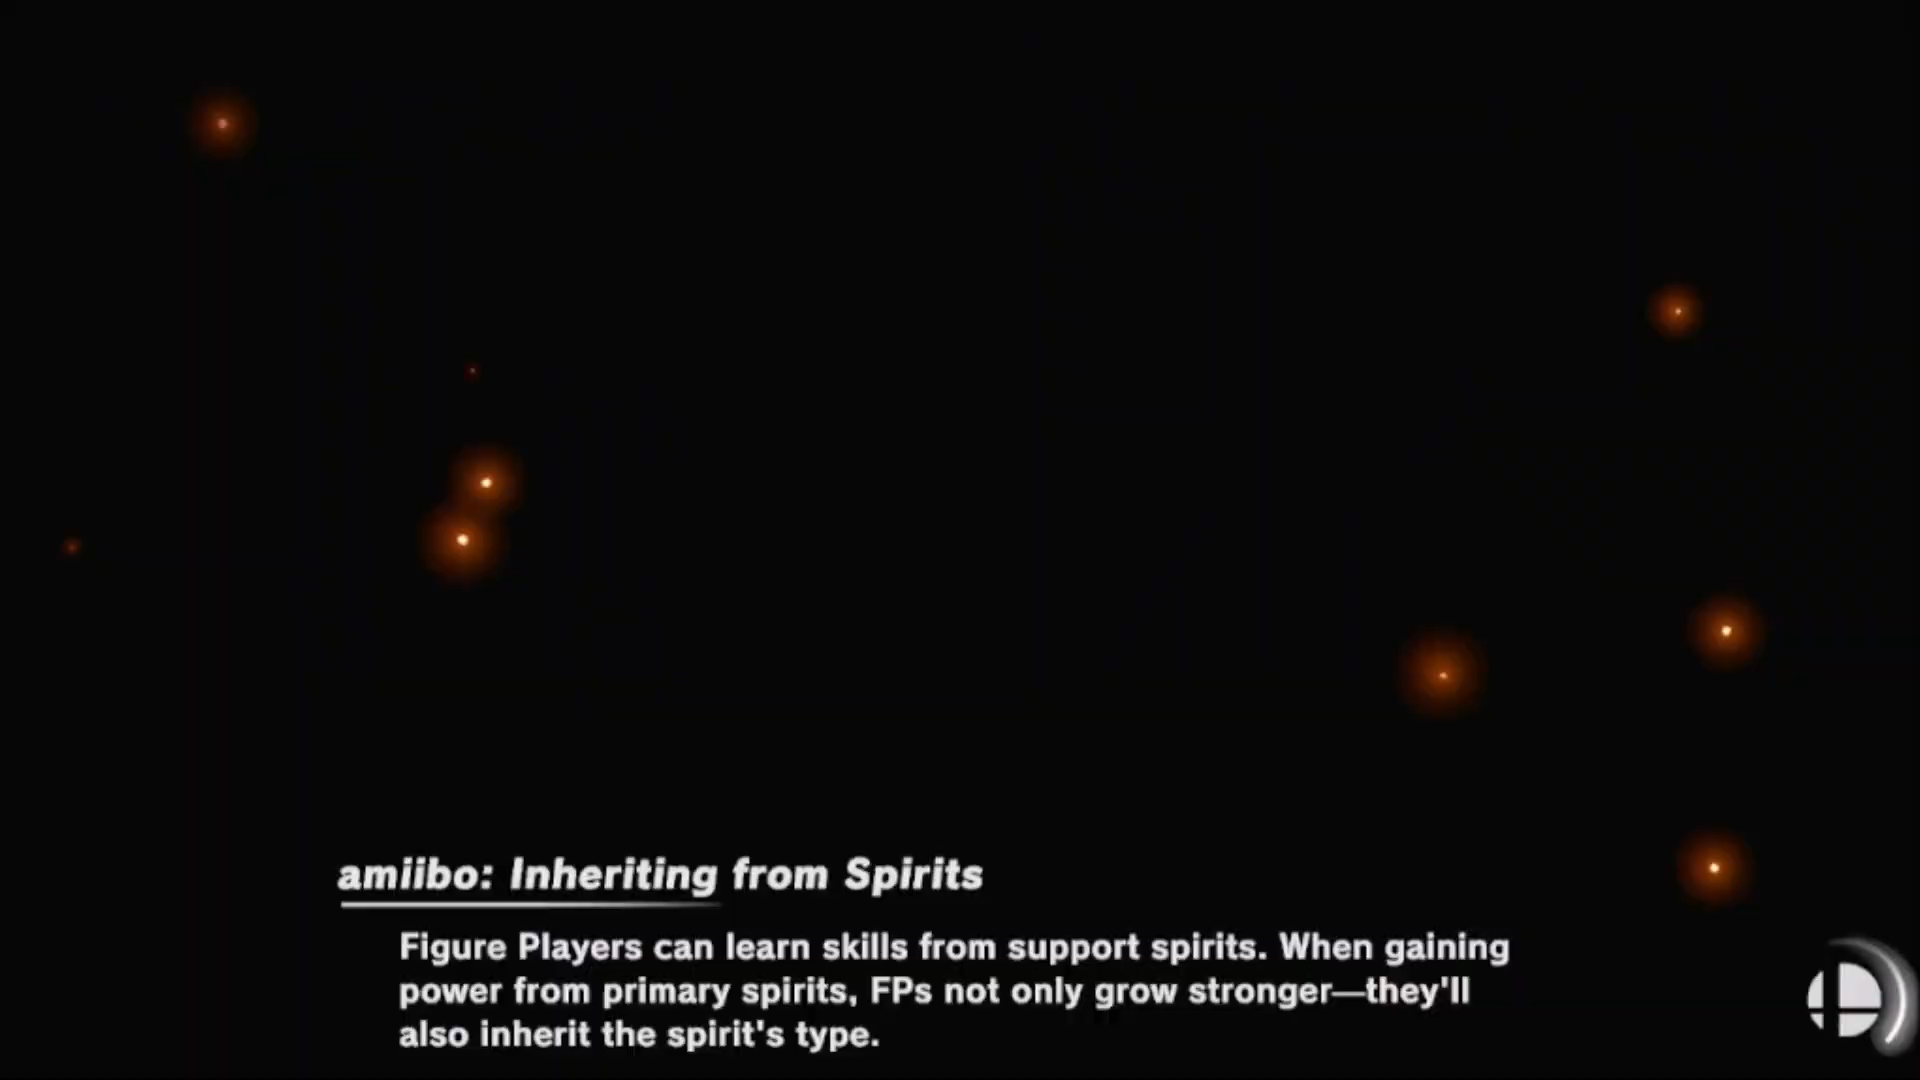 amiibo: Inheriting from Spirits
Figure Players can learn skills from support spirits. When gaining
power from primary spirits, FPs not only grow stronger—they'll
also inherit the spirit's type.